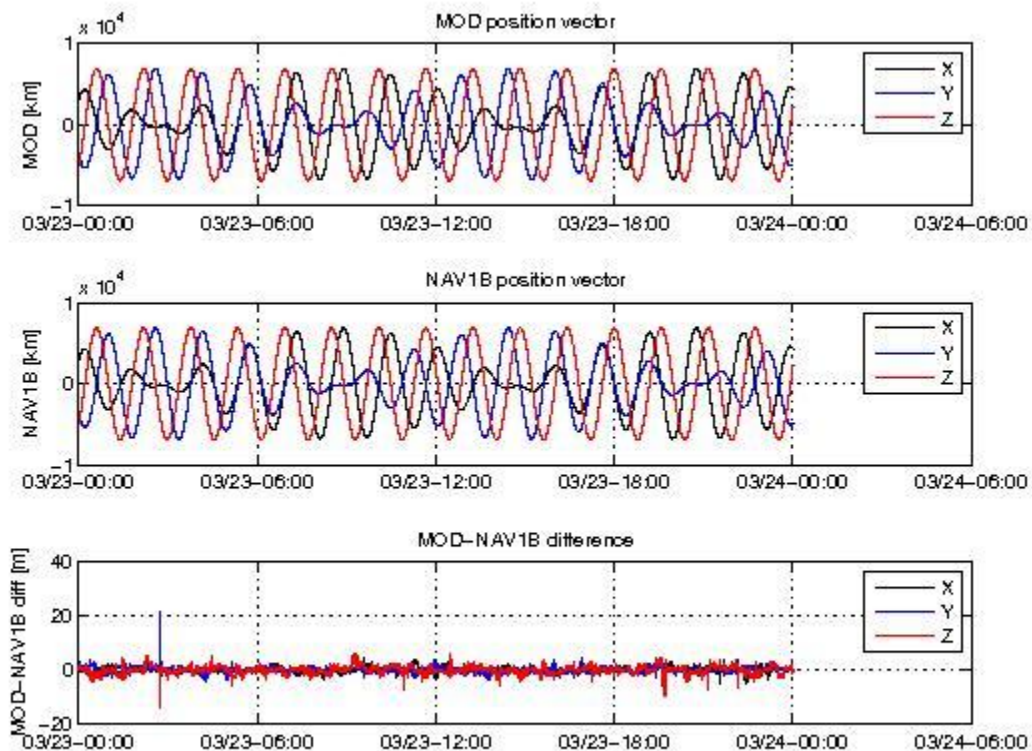 MOD position vector
x 10^4
1
0
−1
MOD [km]
X
Y
Z
03/23−00:00 03/23−06:00 03/23−12:00 03/23−18:00 03/24−00:00 03/24−06:00
NAV1B position vector
x 10^4
1
0
−1
NAV1B [km]
X
Y
Z
03/23−00:00 03/23−06:00 03/23−12:00 03/23−18:00 03/24−00:00 03/24−06:00
MOD−NAV1B difference
40
20
0
−20
MOD−NAV1B diff [m]
X
Y
Z
03/23−00:00 03/23−06:00 03/23−12:00 03/23−18:00 03/24−00:00 03/24−06:00